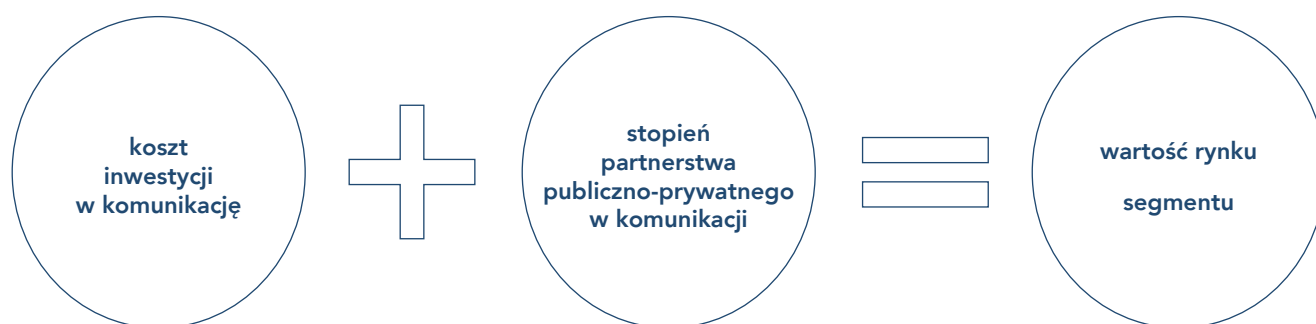 koszt
inwestycji
w komunikację
stopień
partnerstwa
publiczno-prywatnego
w komunikacji
wartość rynku
segmentu